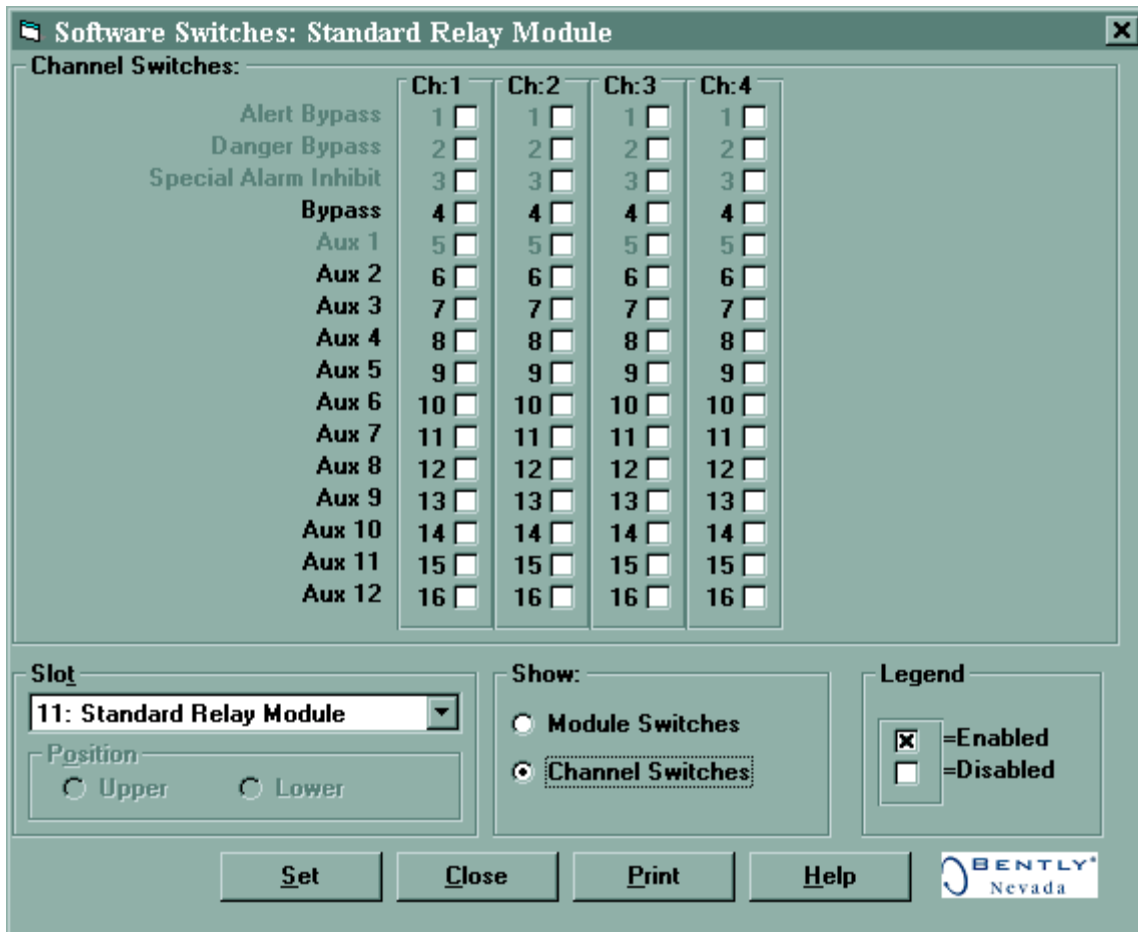 Software Switches: Standard Relay Module
Channel Switches:
Ch:1 Ch:2 Ch:3 Ch:4
Alert Bypass 1 1 1 1
Danger Bypass 2 2 2 2
Special Alarm Inhibit 3 3 3 3
Bypass 4 4 4 4
Aux 1 5 5 5 5
Aux 2 6 6 6 6
Aux 3 7 7 7 7
Aux 4 8 8 8 8
Aux 5 9 9 9 9
Aux 6 10 10 10 10
Aux 7 11 11 11 11
Aux 8 12 12 12 12
Aux 9 13 13 13 13
Aux 10 14 14 14 14
Aux 11 15 15 15 15
Aux 12 16 16 16 16
Slot
11: Standard Relay Module
Position
Upper Lower
Show:
Module Switches
Channel Switches
Legend
=Enabled
=Disabled
Set Close Print Help
BENTLY
Nevada